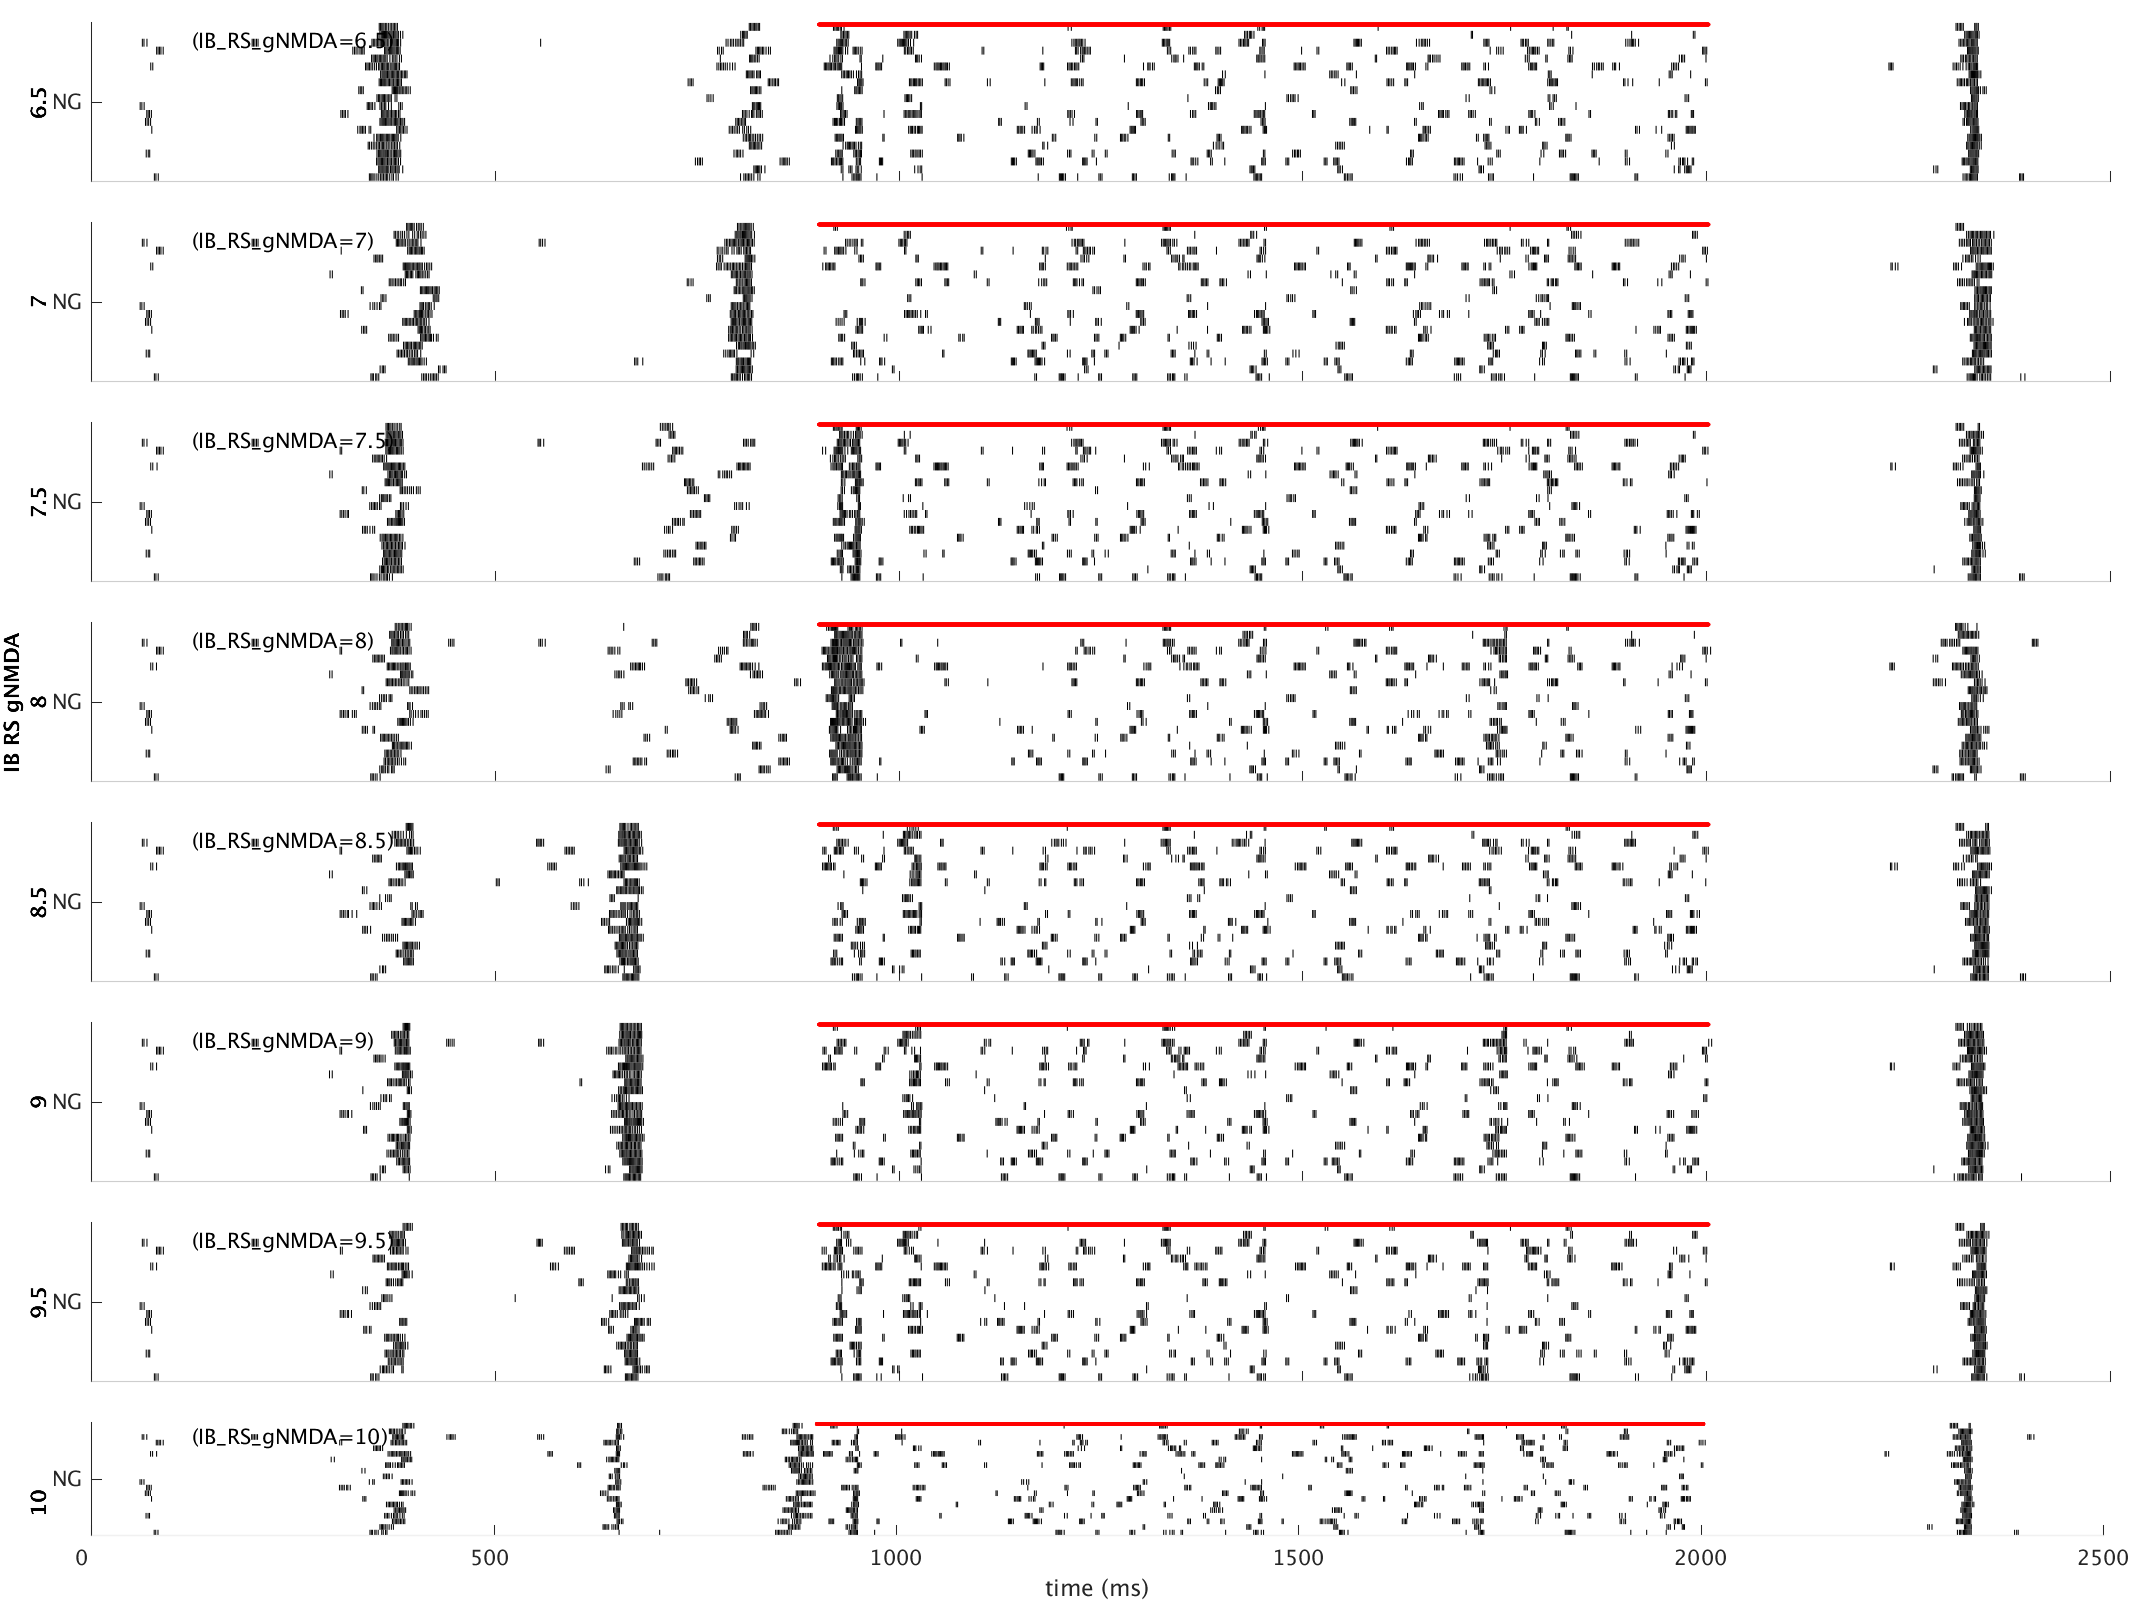 (IB_RS_gNMDA=6.5)
6.5 NG
(IB_RS_gNMDA=7)
7 NG
(IB_RS_gNMDA=7.5)
7.5 NG
IB RS gNMDA
(IB_RS_gNMDA=8)
8 NG
(IB_RS_gNMDA=8.5)
8.5 NG
(IB_RS_gNMDA=9)
9 NG
(IB_RS_gNMDA=9.5)
9.5 NG
(IB_RS_gNMDA=10)
10 NG
0 500 1000 1500 2000 2500
time (ms)